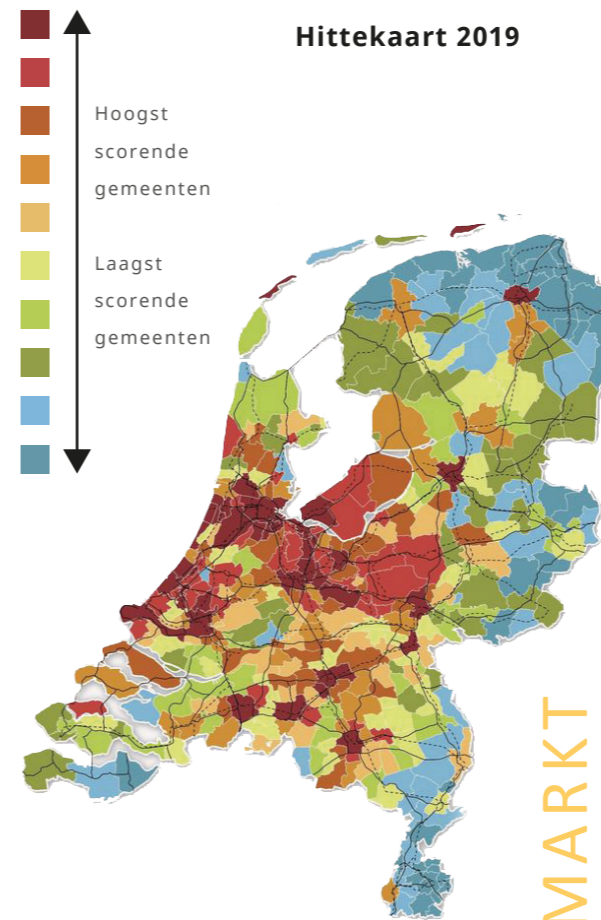 Hittekaart 2019
Hoogst
scorende
gemeenten
Laagst
scorende
gemeenten
MARKT